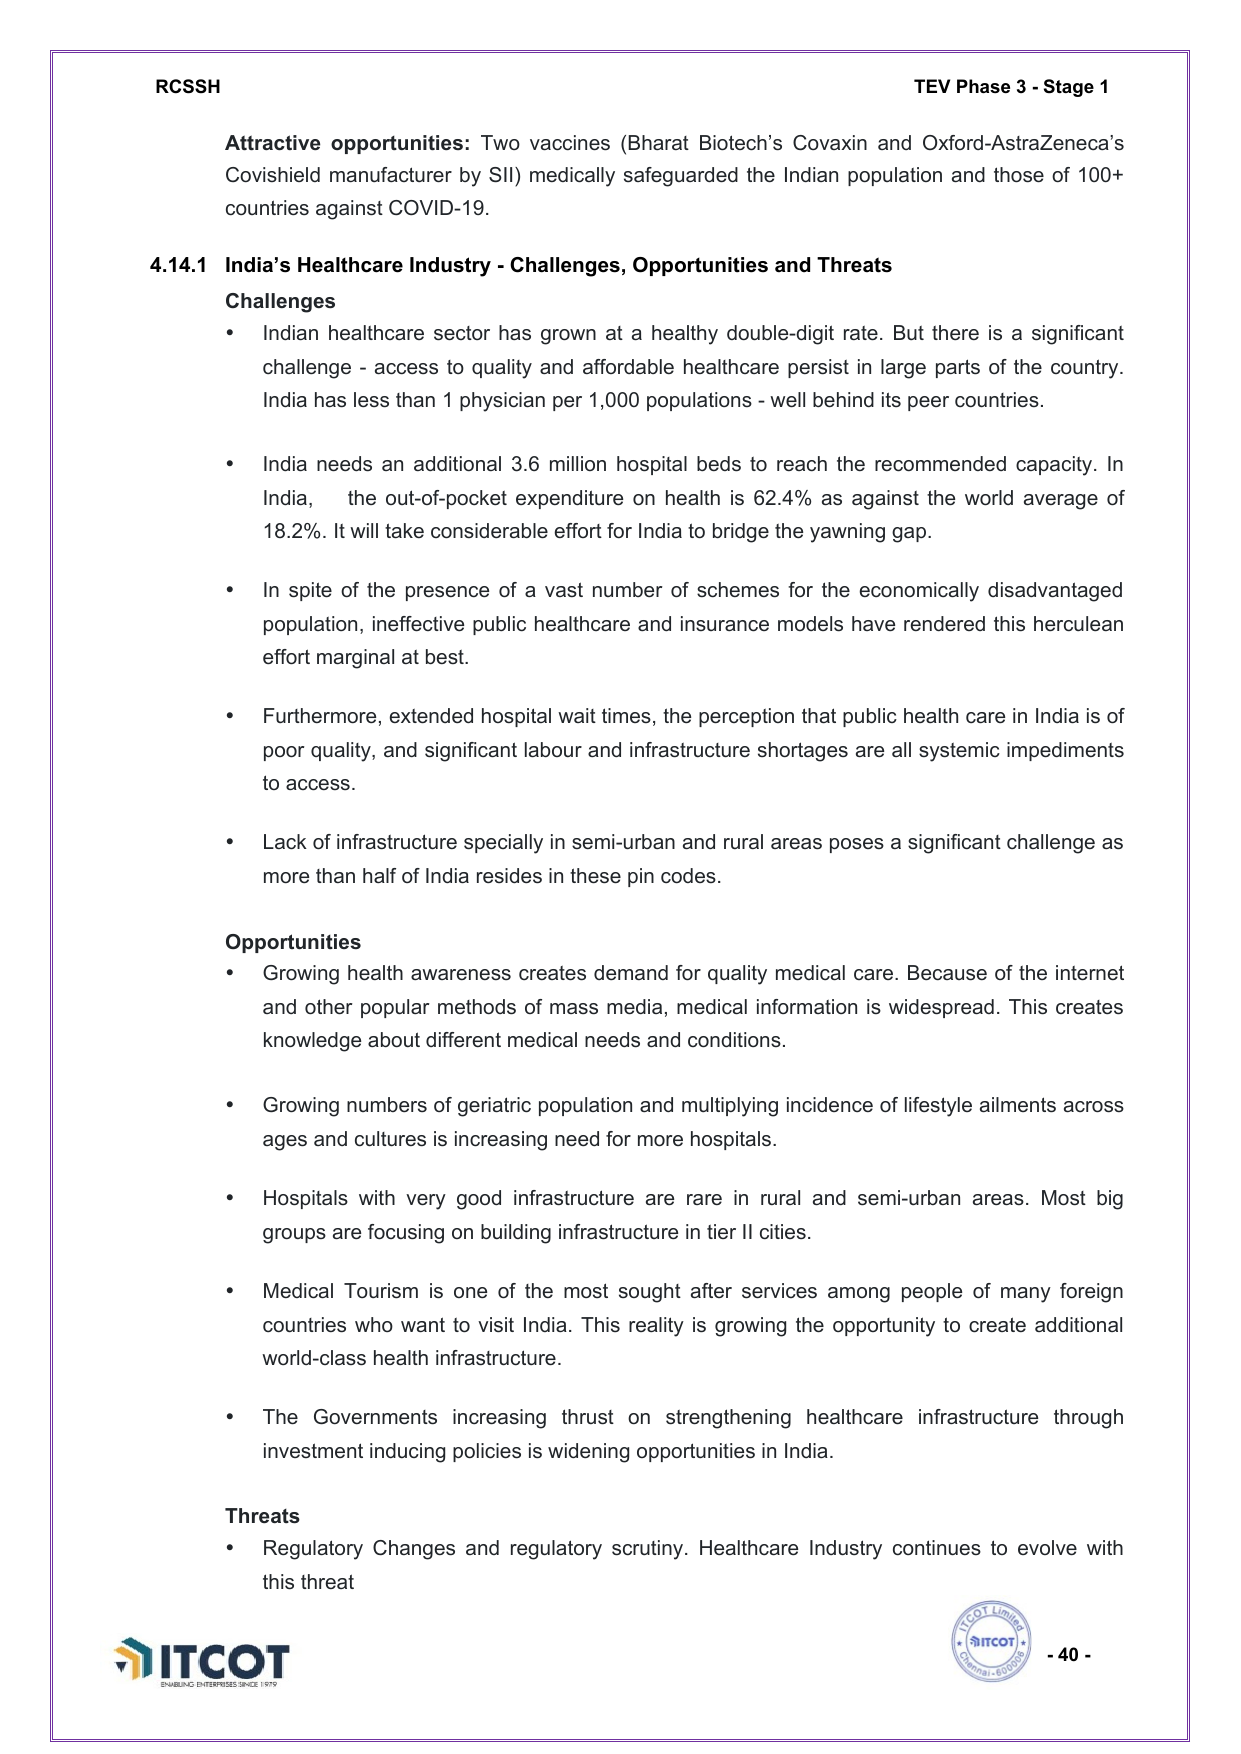 RCSSH TEV Phase 3 - Stage 1
Attractive opportunities: Two vaccines (Bharat Biotech’s Covaxin and Oxford-AstraZeneca’s
Covishield manufacturer by SII) medically safeguarded the Indian population and those of 100+
countries against COVID-19.
4.14.1 India’s Healthcare Industry - Challenges, Opportunities and Threats
Challenges
• Indian healthcare sector has grown at a healthy double-digit rate. But there is a significant
challenge - access to quality and affordable healthcare persist in large parts of the country.
India has less than 1 physician per 1,000 populations - well behind its peer countries.
• India needs an additional 3.6 million hospital beds to reach the recommended capacity. In
India, the out-of-pocket expenditure on health is 62.4% as against the world average of
18.2%. It will take considerable effort for India to bridge the yawning gap.
• In spite of the presence of a vast number of schemes for the economically disadvantaged
population, ineffective public healthcare and insurance models have rendered this herculean
effort marginal at best.
• Furthermore, extended hospital wait times, the perception that public health care in India is of
poor quality, and significant labour and infrastructure shortages are all systemic impediments
to access.
• Lack of infrastructure specially in semi-urban and rural areas poses a significant challenge as
more than half of India resides in these pin codes.
Opportunities
• Growing health awareness creates demand for quality medical care. Because of the internet
and other popular methods of mass media, medical information is widespread. This creates
knowledge about different medical needs and conditions.
• Growing numbers of geriatric population and multiplying incidence of lifestyle ailments across
ages and cultures is increasing need for more hospitals.
• Hospitals with very good infrastructure are rare in rural and semi-urban areas. Most big
groups are focusing on building infrastructure in tier II cities.
• Medical Tourism is one of the most sought after services among people of many foreign
countries who want to visit India. This reality is growing the opportunity to create additional
world-class health infrastructure.
• The Governments increasing thrust on strengthening healthcare infrastructure through
investment inducing policies is widening opportunities in India.
Threats
• Regulatory Changes and regulatory scrutiny. Healthcare Industry continues to evolve with
this threat
ITCOT
ENABLING ENTERPRISES SINCE 1979
ITCOT Limited
ITCOT
Chennai-600006
- 40 -